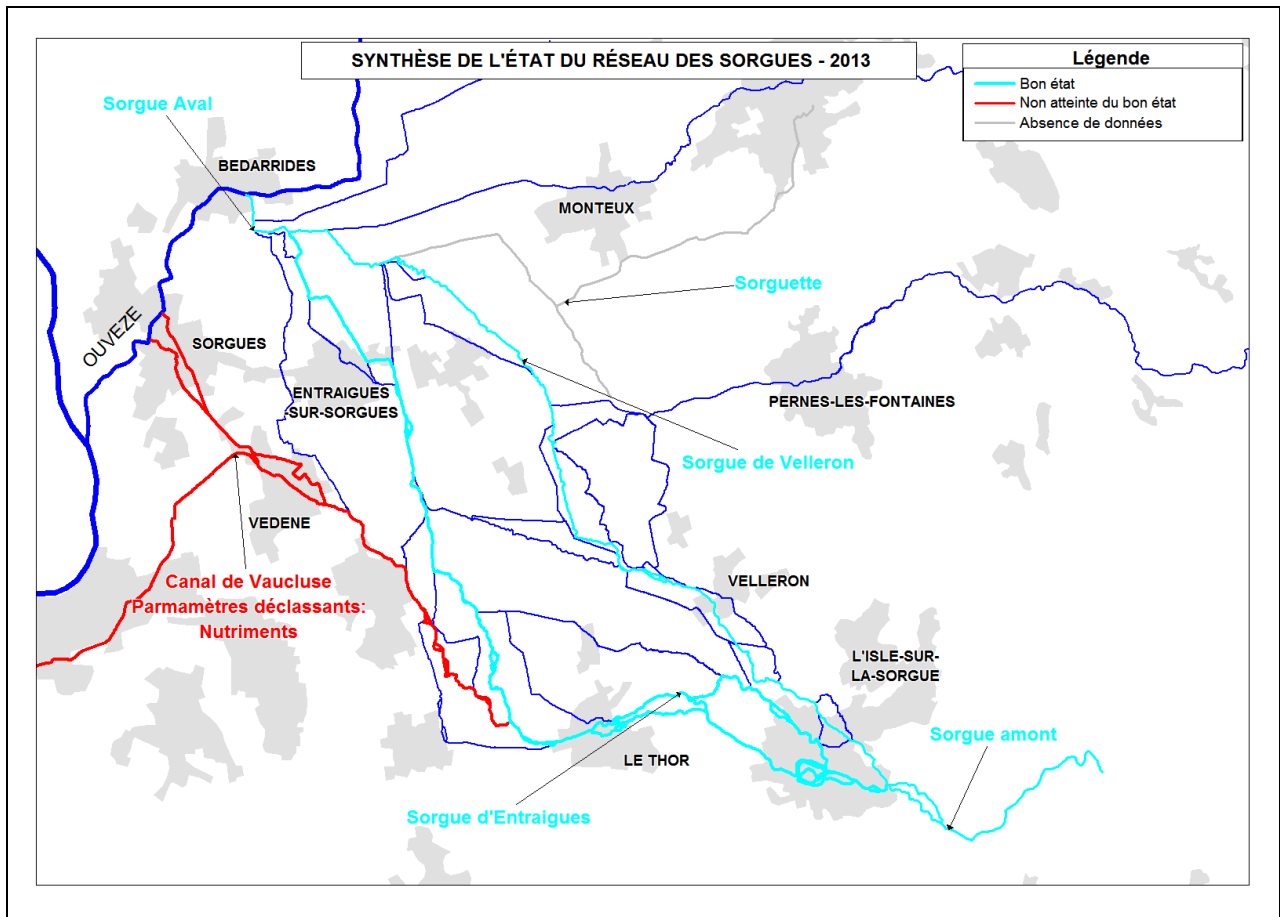 SYNTHÈSE DE L'ÉTAT DU RÉSEAU DES SORGUES - 2013
Légende
Bon état
Non atteinte du bon état
Absence de données
Sorgue Aval
BEDARRIDES
MONTEUX
Sorguette
OUVEZE
SORGUES
ENTRAIGUES
-SUR-SORGUES
PERNES-LES-FONTAINES
Sorgue de Velleron
VEDENE
Canal de Vaucluse
Parmamètres déclassants:
Nutriments
VELLERON
L'ISLE-SUR-
LA-SORGUE
Sorgue amont
LE THOR
Sorgue d'Entraigues